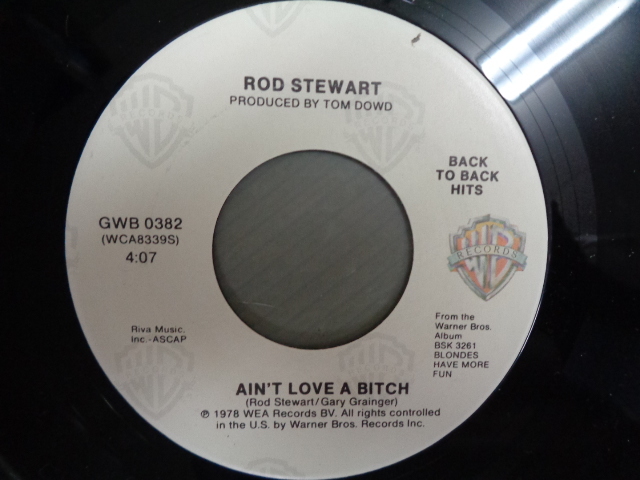 ROD STEWART
PRODUCED BY TOM DOWD
BACK
TO BACK
HITS
GWB 0382
(WCA8339S)
4:07
RECORDS
Riva Music.
Inc.-ASCAP
From the
Warner Bros.
Album
BSK 3261
BLONDES
HAVE MORE
FUN
AIN'T LOVE A BITCH
(Rod Stewart/Gary Grainger)
℗ 1978 WEA Records BV. All rights controlled
in the U.S. by Warner Bros. Records Inc.